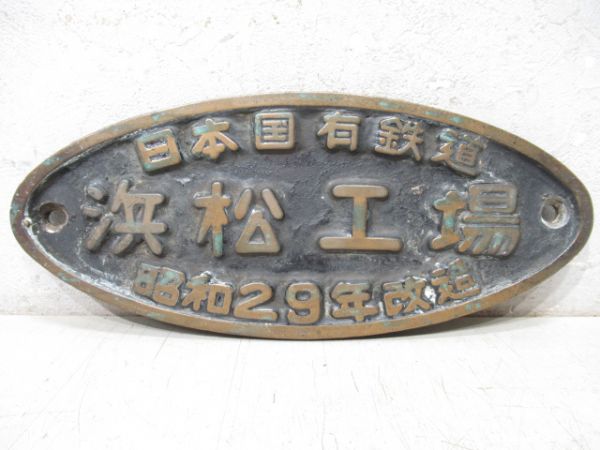 日本国有鉄道
浜松工場
昭和29年改造